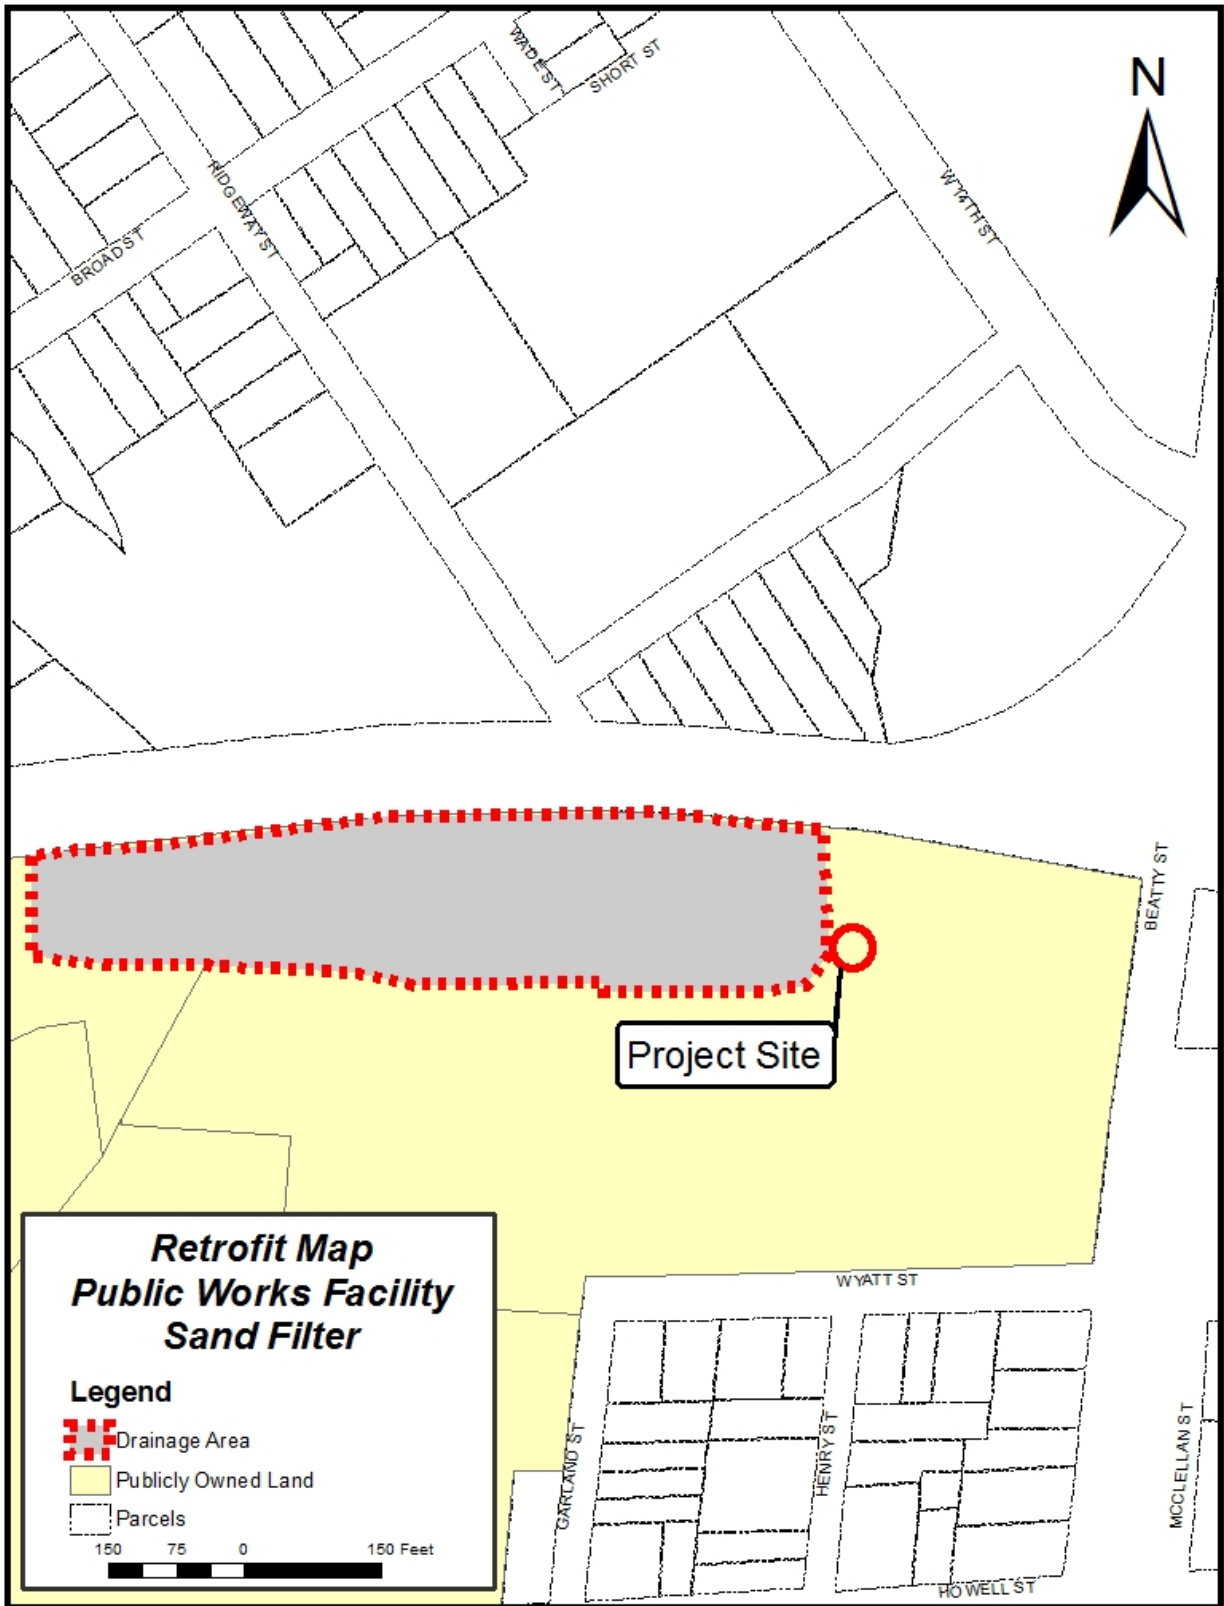 WADE ST
SHORT ST
N
RIDGEWAY ST
W 14TH ST
BROAD ST
BEATTY ST
Project Site
WYATT ST
Retrofit Map
Public Works Facility
Sand Filter
Legend
Drainage Area
Publicly Owned Land
Parcels
150 75 0 150 Feet
GARLAND ST
HENRY ST
MCCLELLAN ST
HOWELL ST